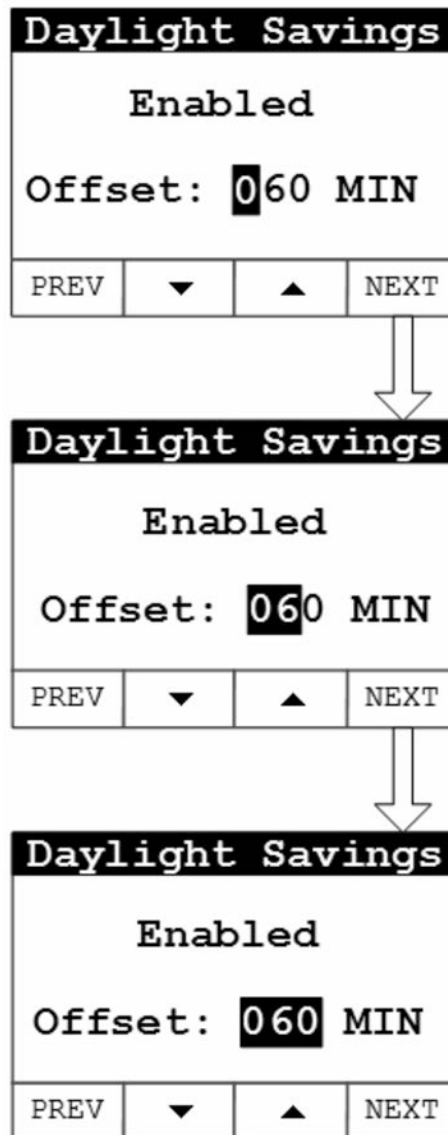 Daylight Savings
Enabled
Offset: 060 MIN
PREV ▼ ▲ NEXT
Daylight Savings
Enabled
Offset: 060 MIN
PREV ▼ ▲ NEXT
Daylight Savings
Enabled
Offset: 060 MIN
PREV ▼ ▲ NEXT